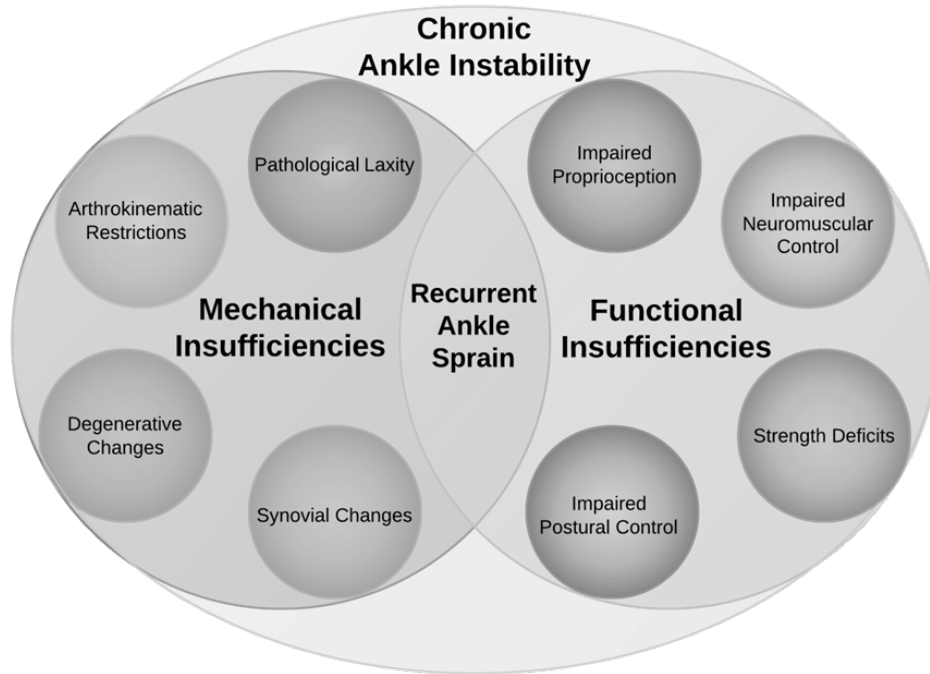 Chronic
Ankle Instability
Pathological Laxity
Arthrokinematic
Restrictions
Mechanical
Insufficiencies
Degenerative
Changes
Synovial Changes
Recurrent
Ankle
Sprain
Impaired
Proprioception
Impaired
Neuromuscular
Control
Functional
Insufficiencies
Strength Deficits
Impaired
Postural Control